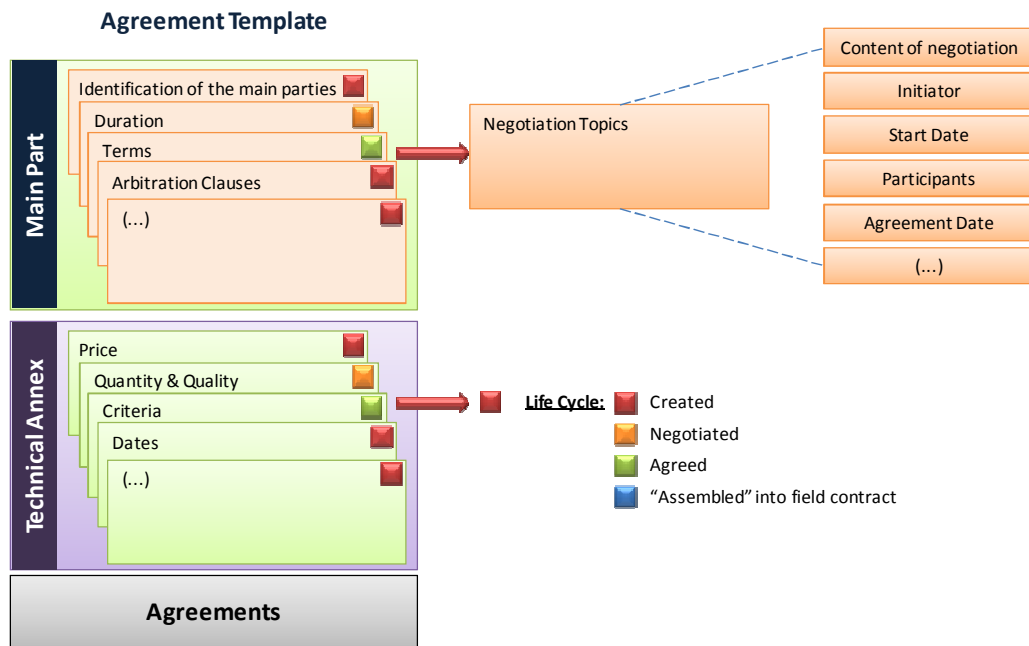 Agreement Template
Main Part
Identification of the main parties
Duration
Terms
Arbitration Clauses
(...)
Negotiation Topics
Content of negotiation
Initiator
Start Date
Participants
Agreement Date
(...)
Technical Annex
Price
Quantity & Quality
Criteria
Dates
(...)
Life Cycle:
Created
Negotiated
Agreed
“Assembled” into field contract
Agreements